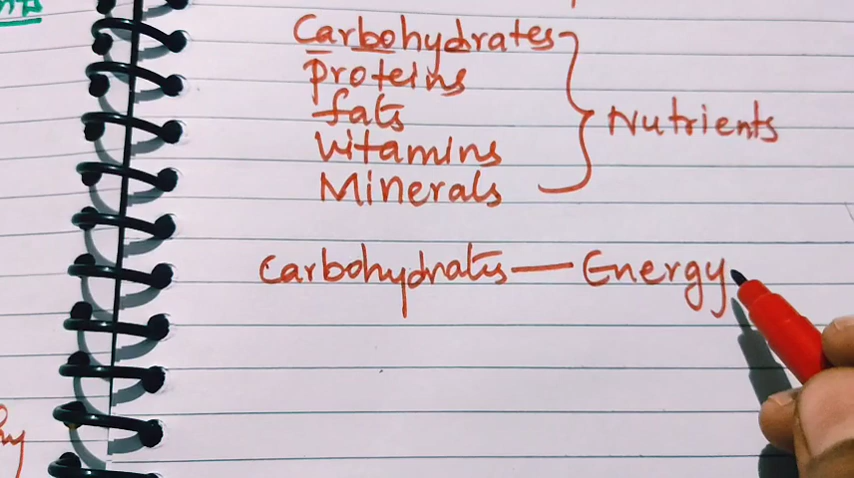 Carbohydrates
Proteins
fats
Vitamins
Minerals
Nutrients
Carbohydrates — Energy